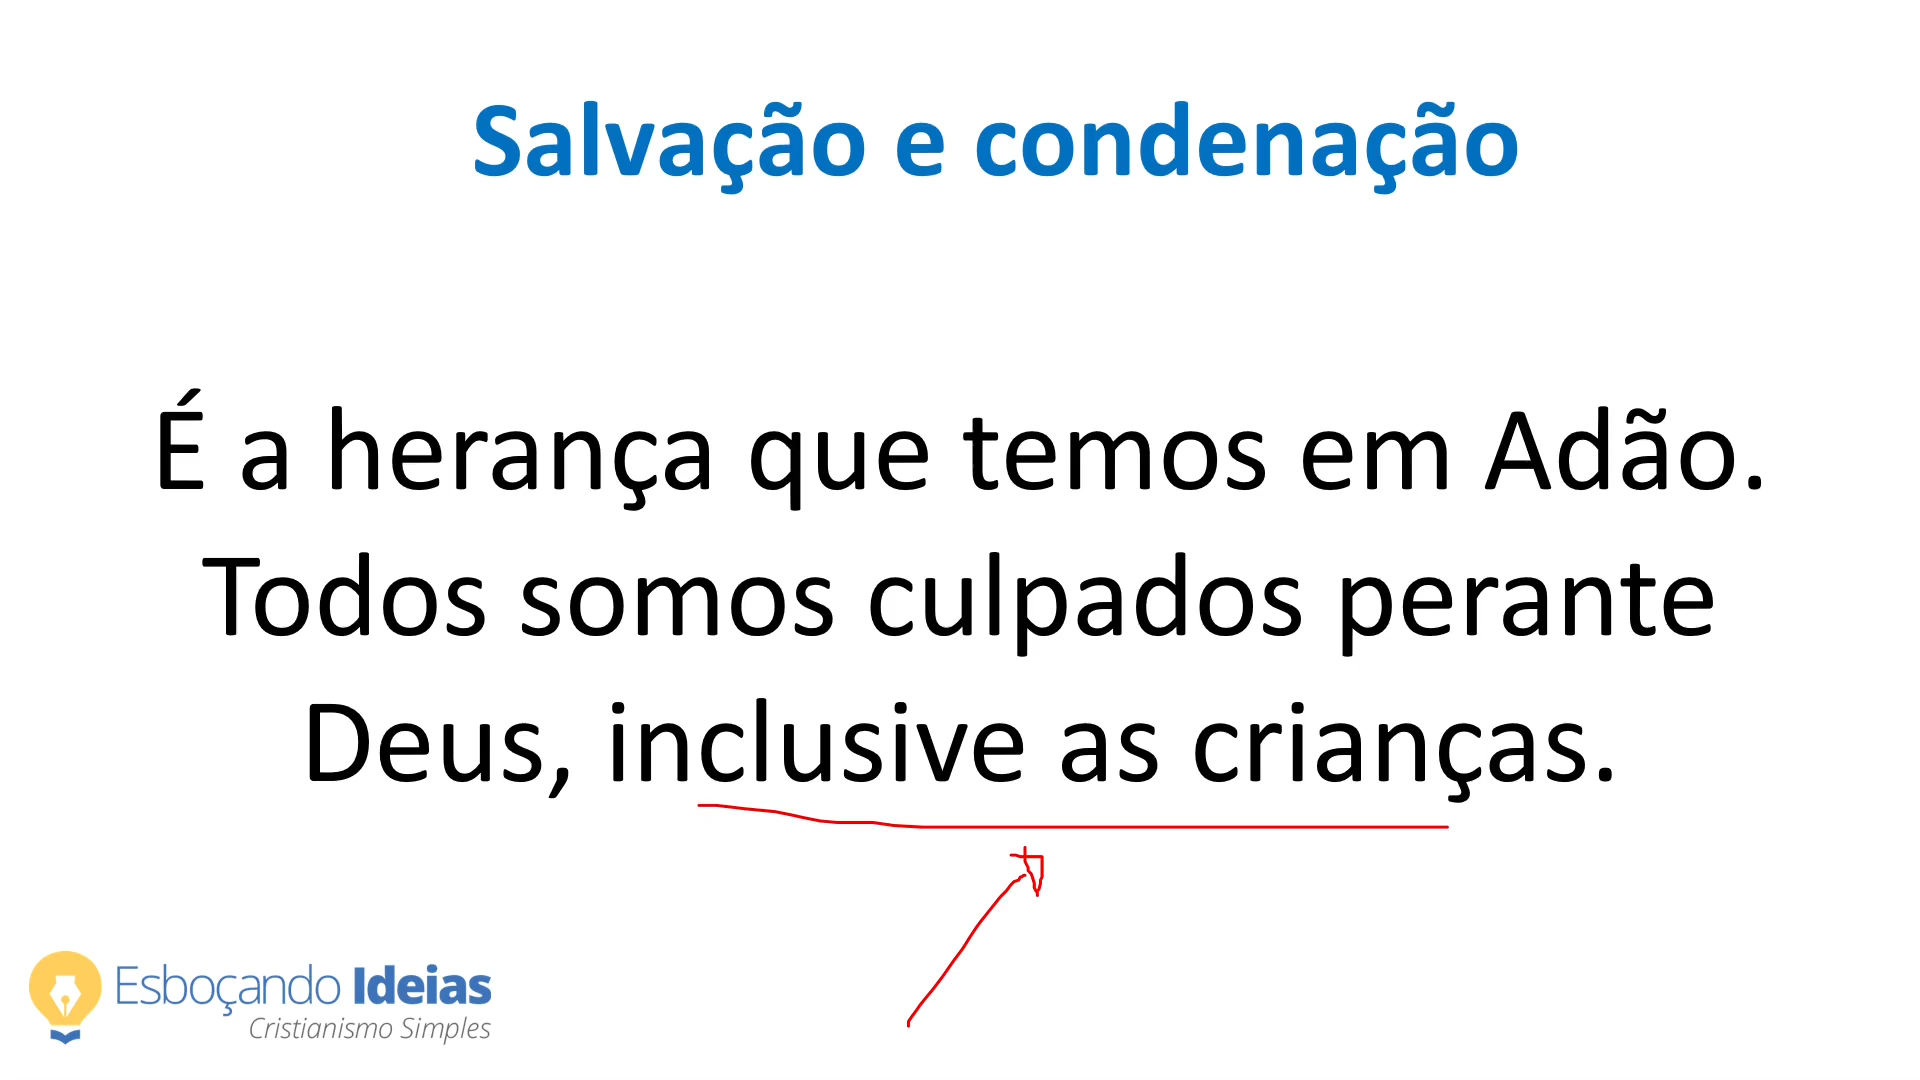 Salvação e condenação
É a herança que temos em Adão.
Todos somos culpados perante
Deus, inclusive as crianças.
Esboçando Ideias
Cristianismo Simples